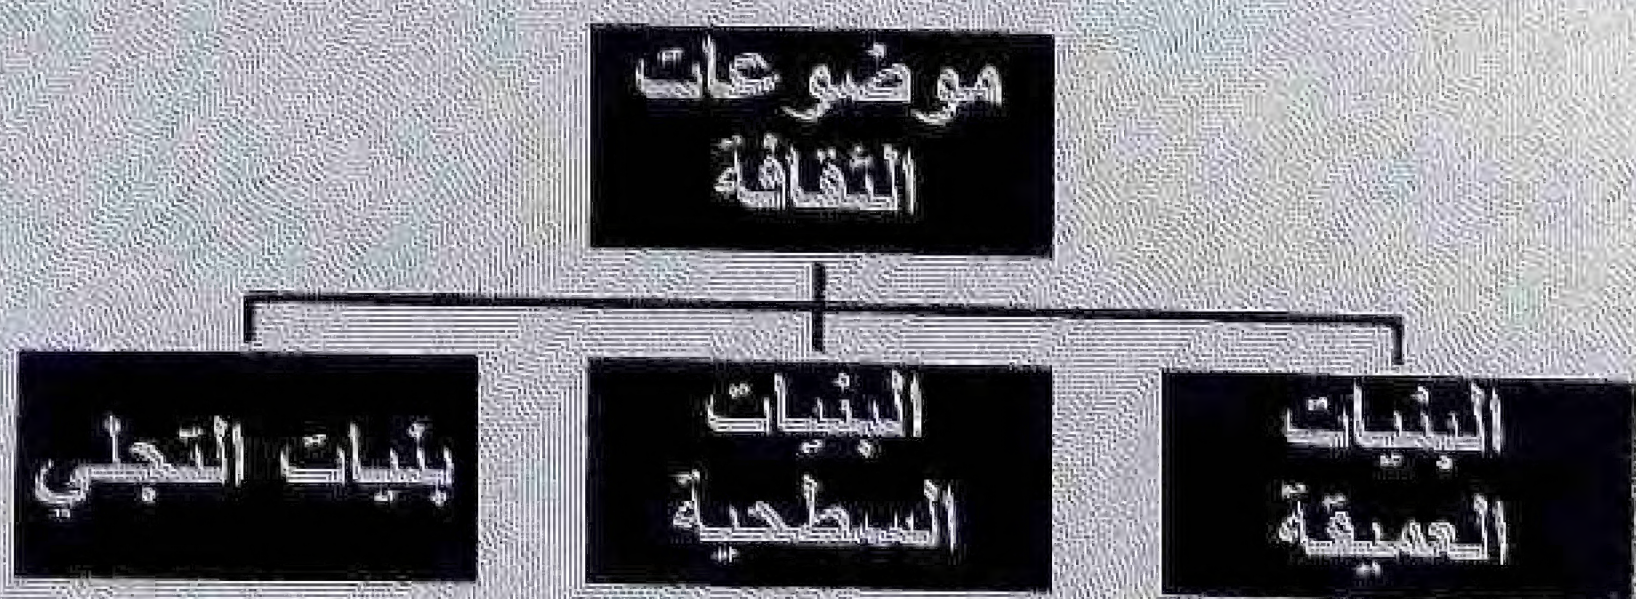 موضوعات
الثقافة
البنيات
العميقة
البنيات
السطحية
بنيات التجلي